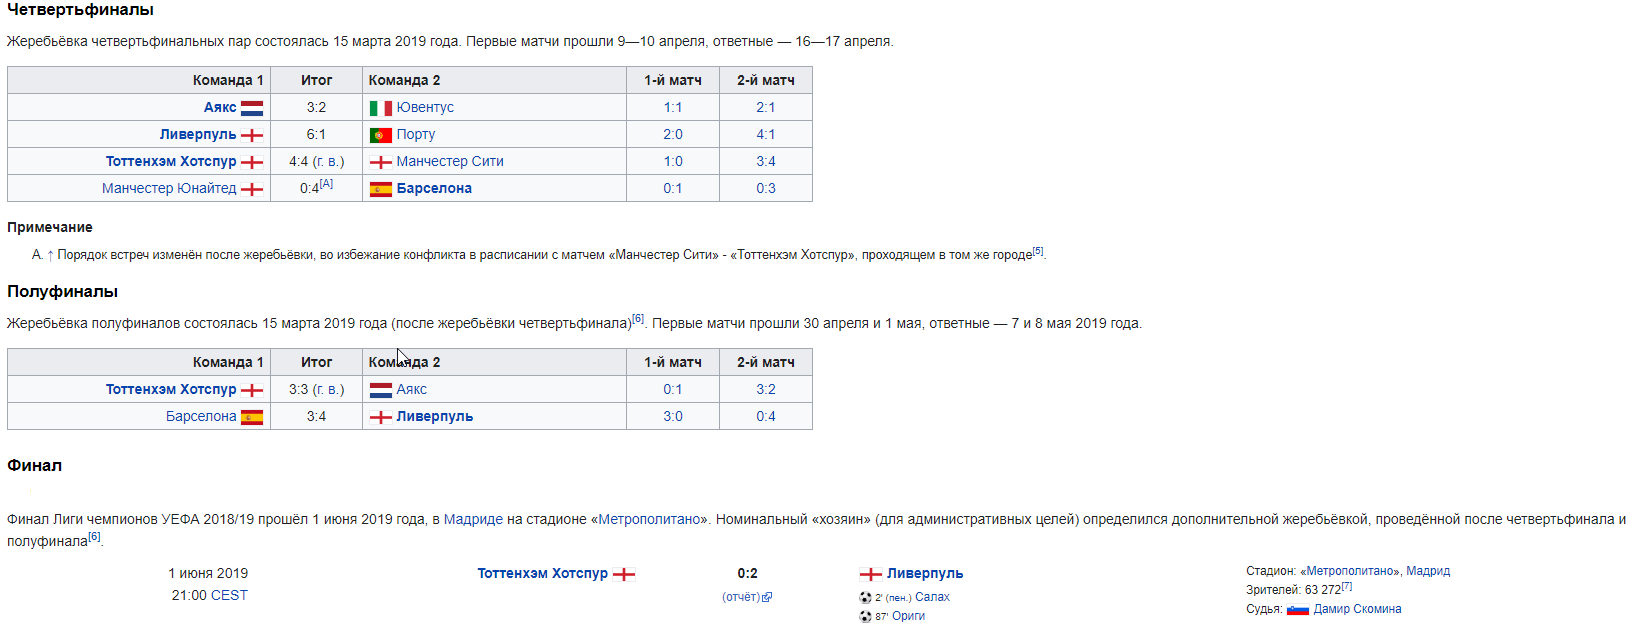 Четвертьфиналы
Жеребьёвка четвертьфинальных пар состоялась 15 марта 2019 года. Первые матчи прошли 9—10 апреля, ответные — 16—17 апреля.
Команда 1 Итог Команда 2 1-й матч 2-й матч
Аякс 3:2 Ювентус 1:1 2:1
Ливерпуль 6:1 Порту 2:0 4:1
Тоттенхэм Хотспур 4:4 (г. в.) Манчестер Сити 1:0 3:4
Манчестер Юнайтед 0:4[A] Барселона 0:1 0:3
Примечание
A. ↑ Порядок встреч изменён после жеребьёвки, во избежание конфликта в расписании с матчем «Манчестер Сити» - «Тоттенхэм Хотспур», проходящем в том же городе[5].
Полуфиналы
Жеребьёвка полуфиналов состоялась 15 марта 2019 года (после жеребьёвки четвертьфинала)[6]. Первые матчи прошли 30 апреля и 1 мая, ответные — 7 и 8 мая 2019 года.
Команда 1 Итог Команда 2 1-й матч 2-й матч
Тоттенхэм Хотспур 3:3 (г. в.) Аякс 0:1 3:2
Барселона 3:4 Ливерпуль 3:0 0:4
Финал
Финал Лиги чемпионов УЕФА 2018/19 прошёл 1 июня 2019 года, в Мадриде на стадионе «Метрополитано». Номинальный «хозяин» (для административных целей) определился дополнительной жеребьёвкой, проведённой после четвертьфинала и
полуфинала[6].
1 июня 2019 Тоттенхэм Хотспур 0:2 Ливерпуль Стадион: «Метрополитано», Мадрид
21:00 CEST (отчёт) 2' (пен.) Салах Зрителей: 63 272[7]
87' Ориги Судья: Дамир Скомина